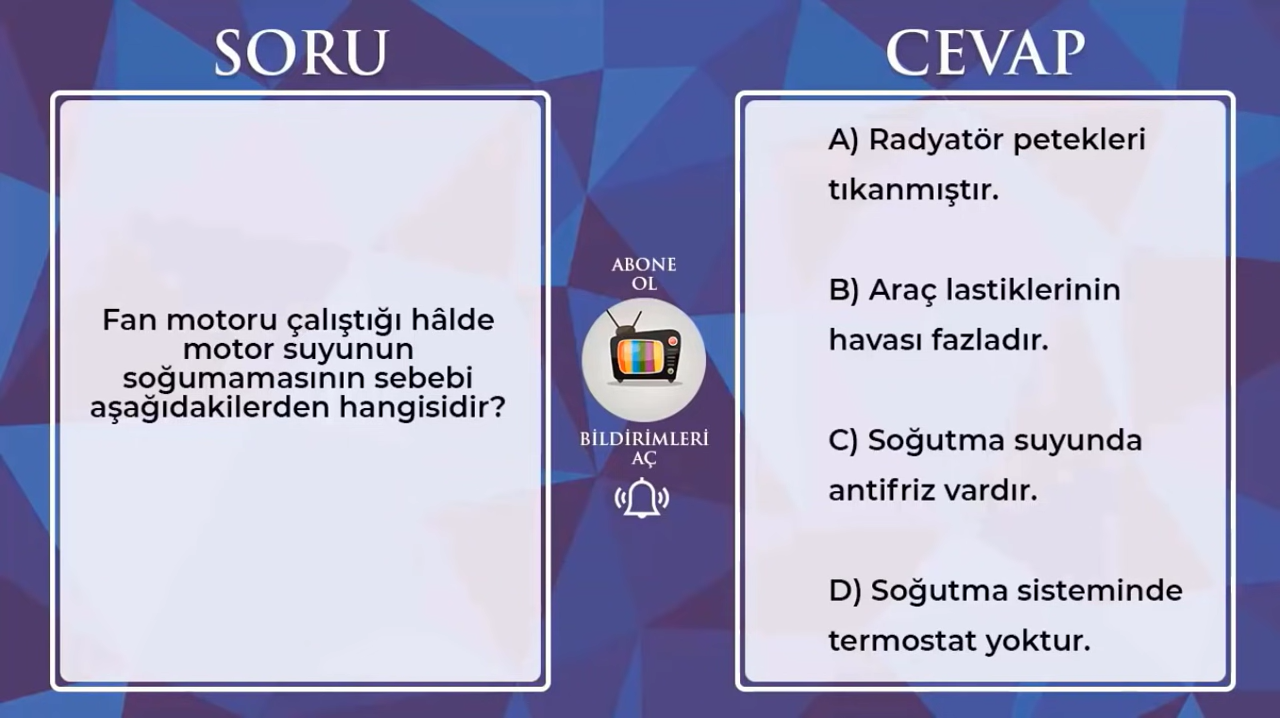 SORU
Fan motoru çalıştığı hâlde
motor suyunun
soğumamasının sebebi
aşağıdakilerden hangisidir?
ABONE
OL
BİLDİRİMLERİ
AÇ
CEVAP
A) Radyatör petekleri
tıkanmıştır.
B) Araç lastiklerinin
havası fazladır.
C) Soğutma suyunda
antifriz vardır.
D) Soğutma sisteminde
termostat yoktur.